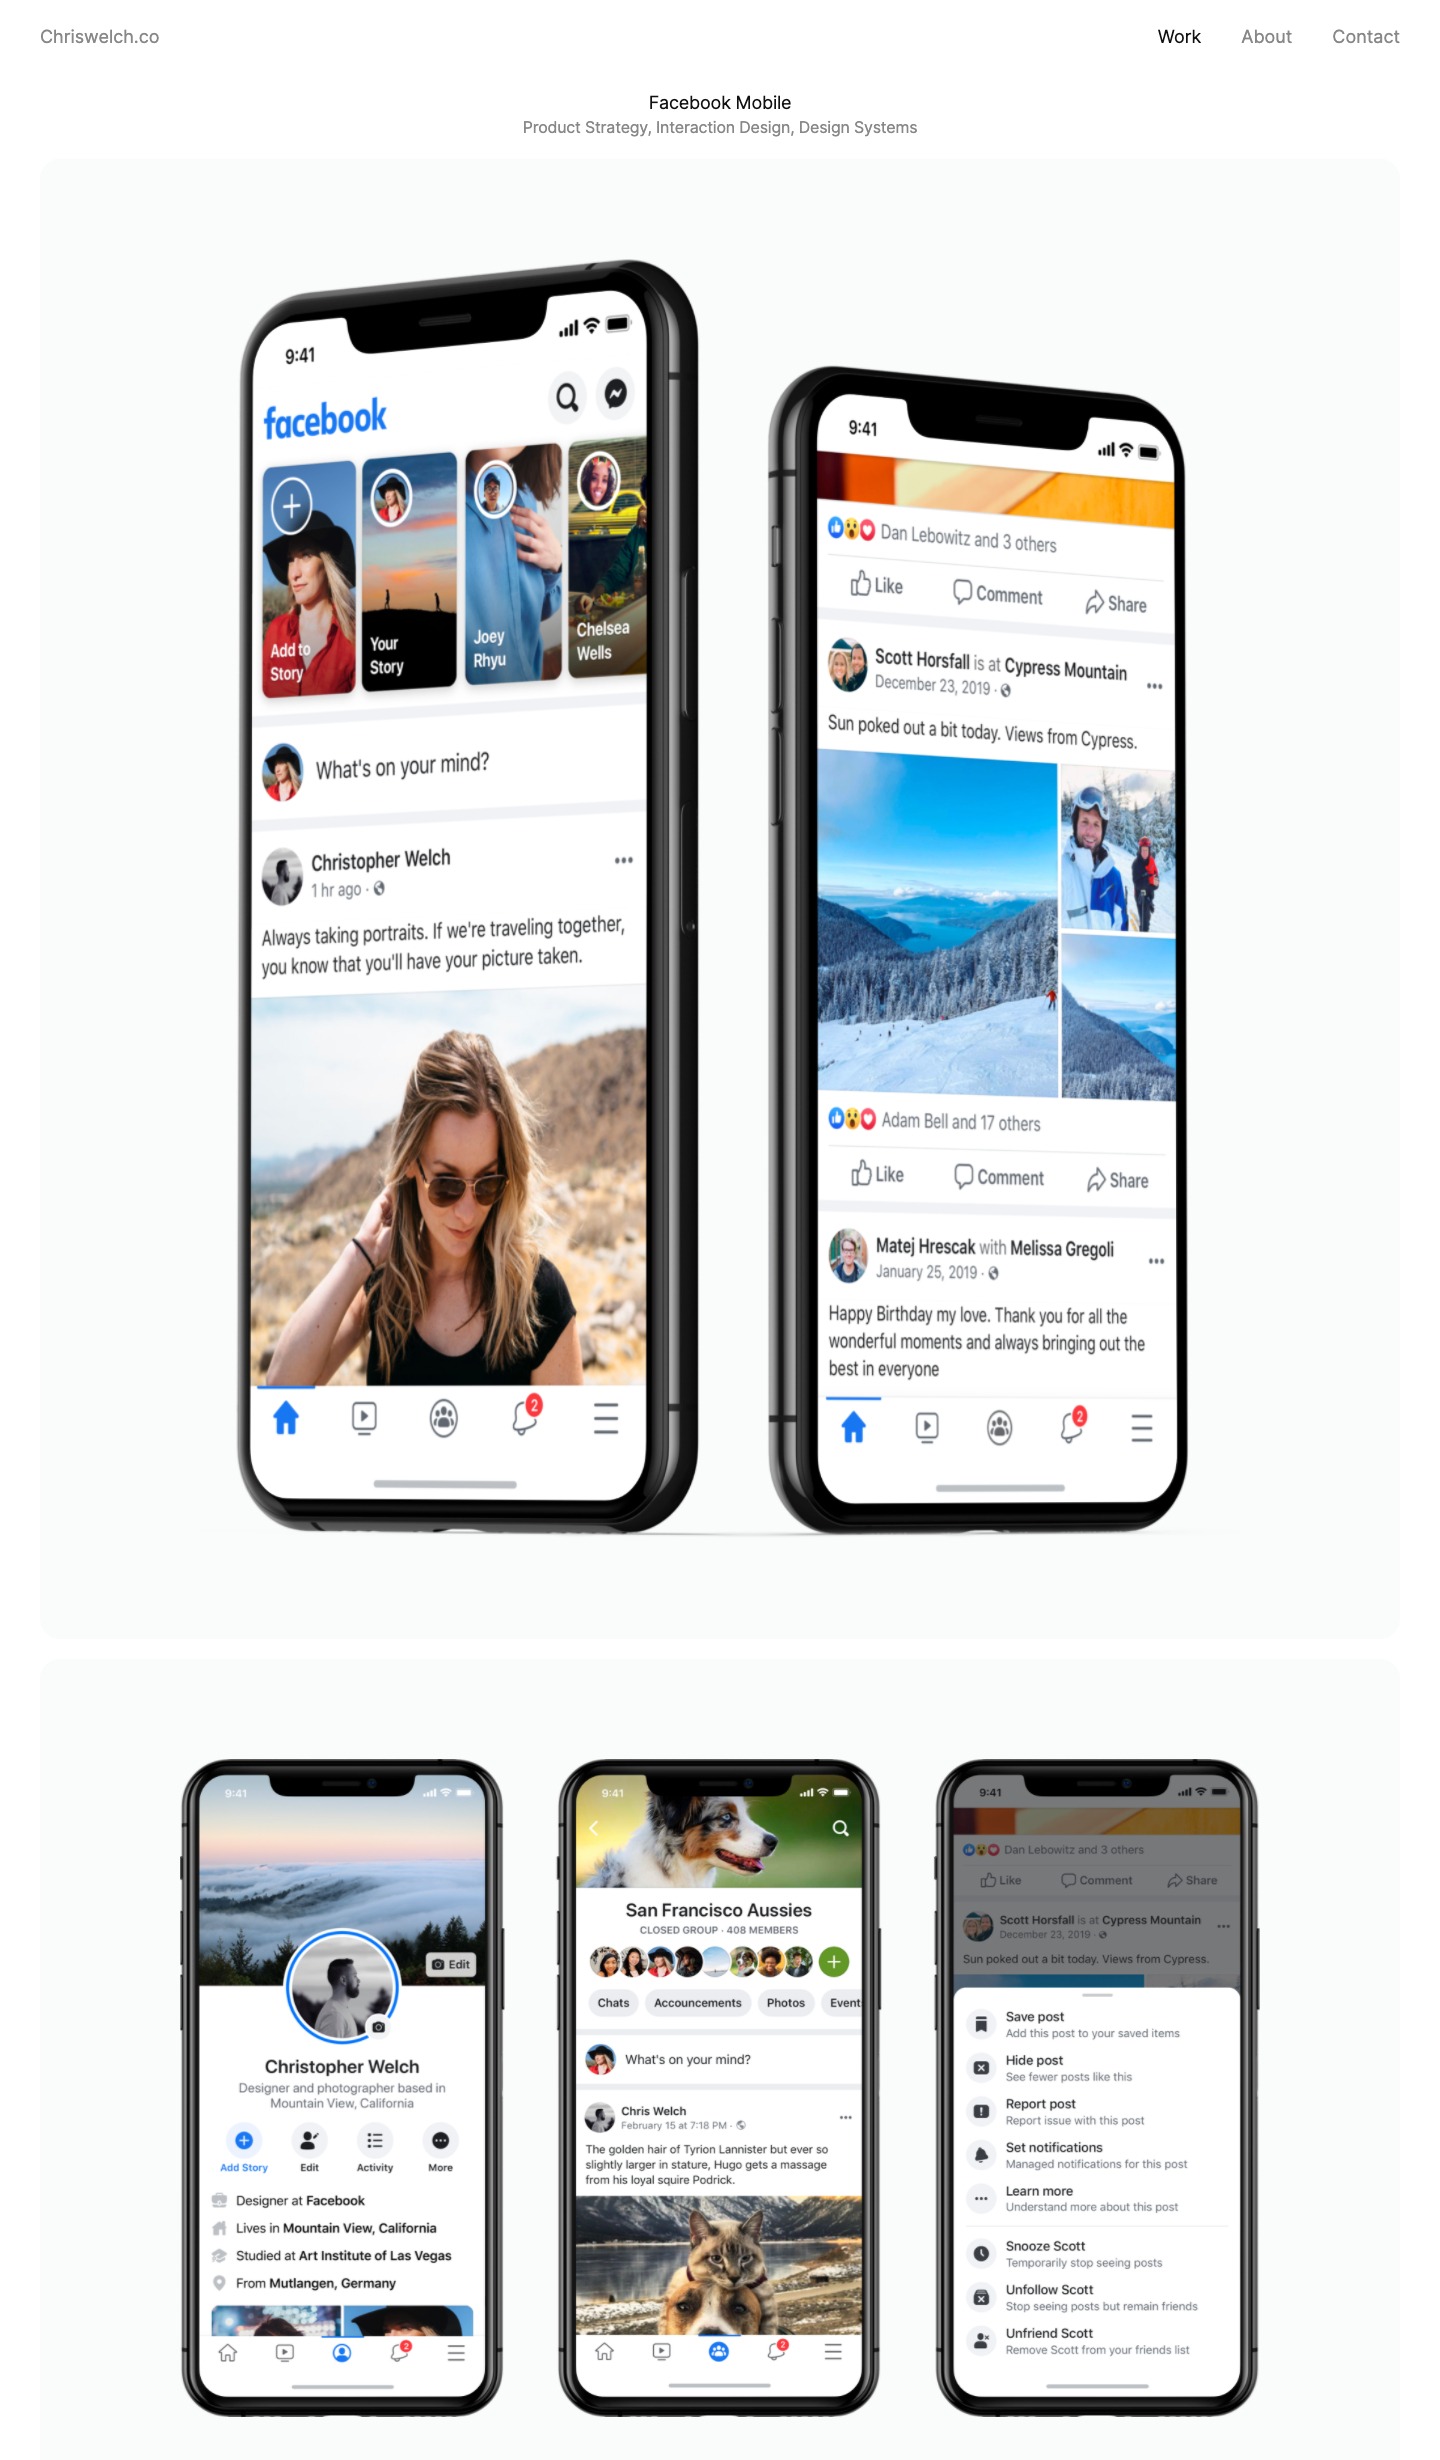 Chriswelch.co
Work
About
Contact
Facebook Mobile
Product Strategy, Interaction Design, Design Systems
9:41
facebook
Add to
Story
Your
Story
Joey
Rhyu
Chelsea
Wells
What's on your mind?
Christopher Welch
1 hr ago ·
Always taking portraits. If we're traveling together,
you know that you'll have your picture taken.
2
9:41
Dan Lebowitz and 3 others
Like
Comment
Share
Scott Horsfall is at Cypress Mountain
December 23, 2019 ·
Sun poked out a bit today. Views from Cypress.
Adam Bell and 17 others
Like
Comment
Share
Matej Hrescak with Melissa Gregoli
January 25, 2019 ·
Happy Birthday my love. Thank you for all the
wonderful moments and always bringing out the
best in everyone
2
9:41
Edit
Christopher Welch
Designer and photographer based in
Mountain View, California
Add Story
Edit
Activity
More
Designer at Facebook
Lives in Mountain View, California
Studied at Art Institute of Las Vegas
From Mutlangen, Germany
2
9:41
San Francisco Aussies
CLOSED GROUP · 408 MEMBERS
Chats
Accouncements
Photos
Event
What's on your mind?
Chris Welch
February 15 at 7:18 PM ·
The golden hair of Tyrion Lannister but ever so
slightly larger in stature, Hugo gets a massage
from his loyal squire Podrick.
2
9:41
Dan Lebowitz and 3 others
Like
Comment
Share
Scott Horsfall is at Cypress Mountain
December 23, 2019 ·
Sun poked out a bit today. Views from Cypress.
Save post
Add this post to your saved items
Hide post
See fewer posts like this
Report post
Report issue with this post
Set notifications
Managed notifications for this post
Learn more
Understand more about this post
Snooze Scott
Temporarily stop seeing posts
Unfollow Scott
Stop seeing posts but remain friends
Unfriend Scott
Remove Scott from your friends list